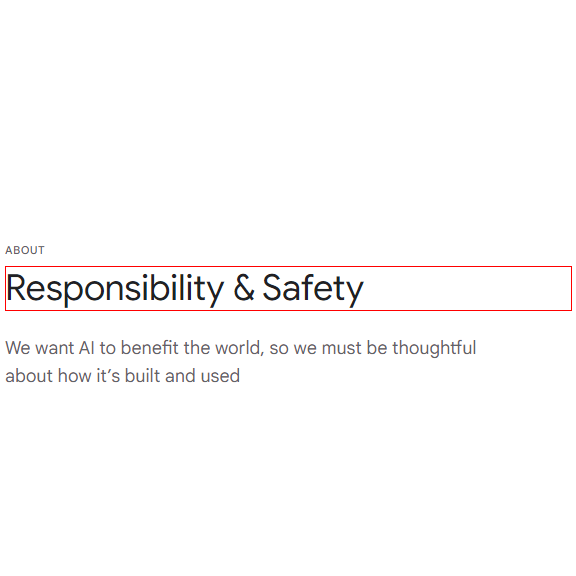 ABOUT
Responsibility & Safety
We want AI to benefit the world, so we must be thoughtful
about how it’s built and used